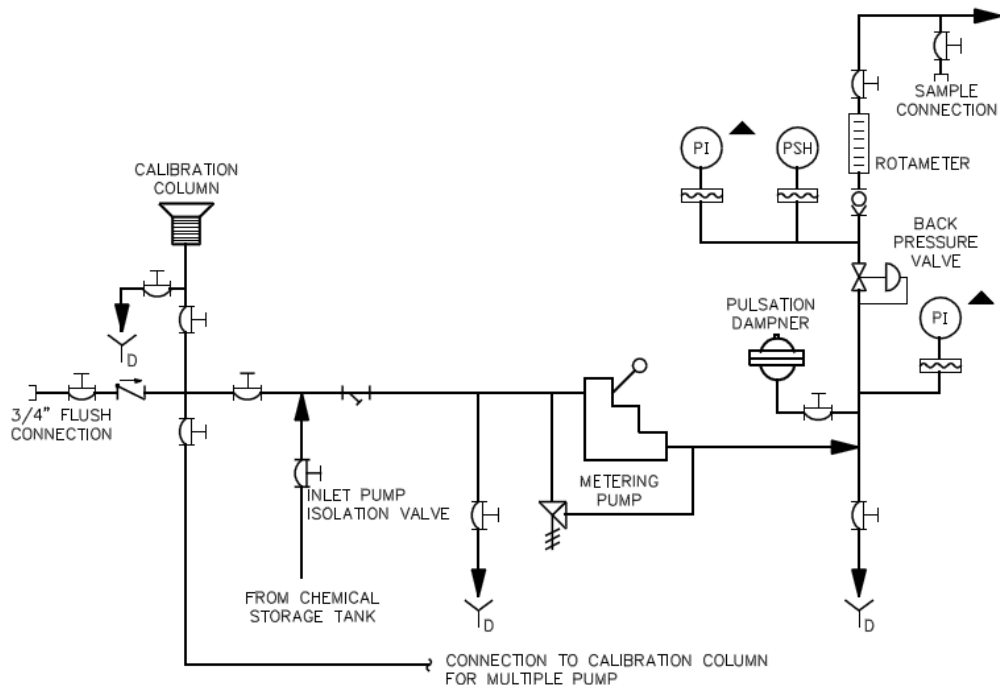 SAMPLE
CONNECTION
PI
PSH
ROTAMETER
CALIBRATION
COLUMN
BACK
PRESSURE
VALVE
PULSATION
DAMPNER
PI
D
3/4" FLUSH
CONNECTION
METERING
PUMP
INLET PUMP
ISOLATION VALVE
FROM CHEMICAL
STORAGE TANK
D
D
CONNECTION TO CALIBRATION COLUMN
FOR MULTIPLE PUMP